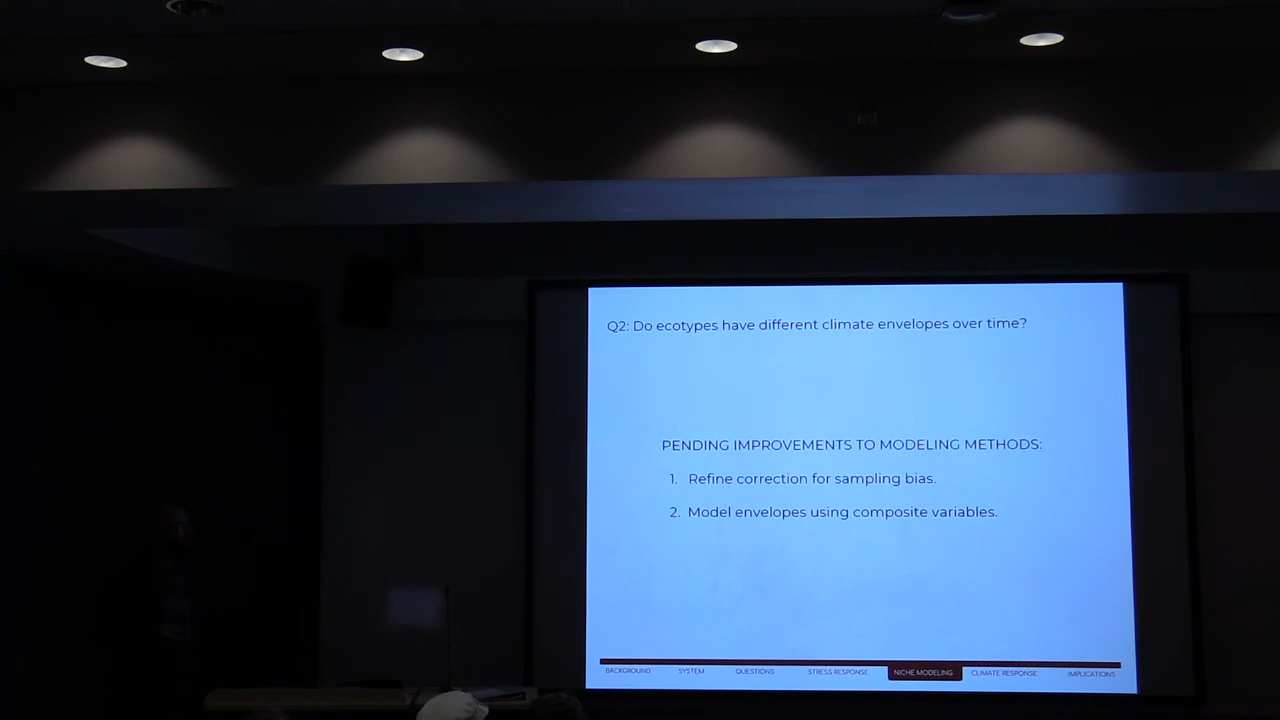 Q2: Do ecotypes have different climate envelopes over time?
PENDING IMPROVEMENTS TO MODELING METHODS:
1. Refine correction for sampling bias.
2. Model envelopes using composite variables.
BACKGROUND SYSTEM QUESTIONS STRESS RESPONSE NICHE MODELING CLIMATE RESPONSE IMPLICATIONS